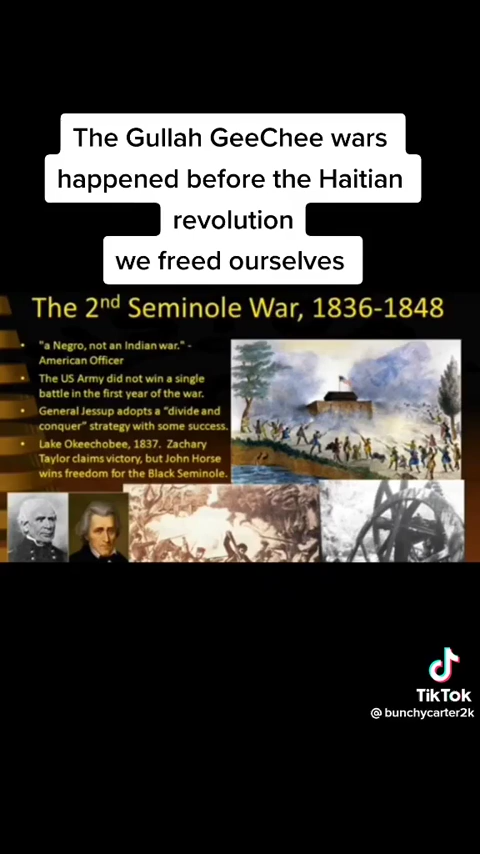 The Gullah GeeChee wars
happened before the Haitian
revolution
we freed ourselves
The 2nd Seminole War, 1836-1848
• "a Negro, not an Indian war." -
American Officer
• The US Army did not win a single
battle in the first year of the war.
• General Jessup adopts a "divide and
conquer" strategy with some success.
• Lake Okeechobee, 1837. Zachary
Taylor claims victory, but John Horse
wins freedom for the Black Seminole.
TikTok
@bunchycarter2k